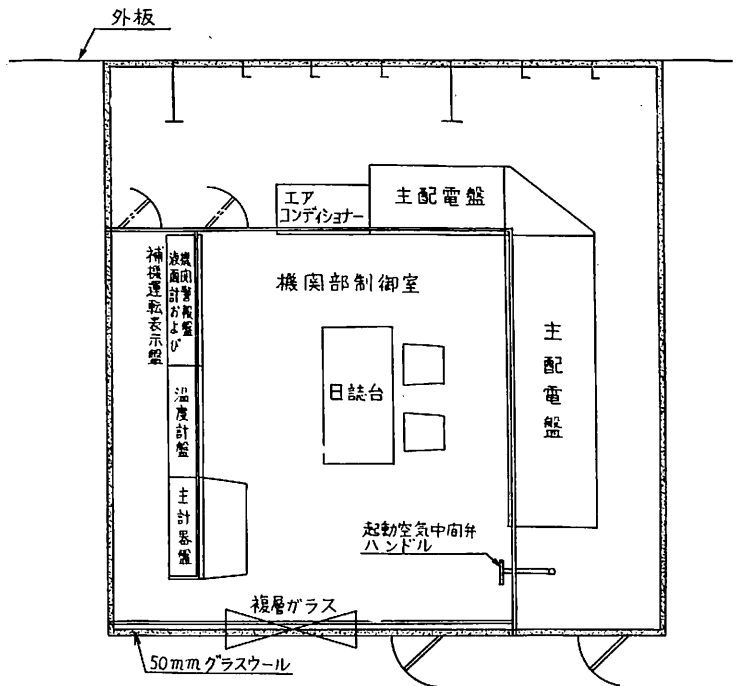 外板
エア
コンディショナー
主配電盤
機関警報盤
液面計および
補機運転表示盤
機関部制御室
主配電盤
日誌台
温度計盤
主計器盤
起動空気中間弁
ハンドル
複層ガラス
50mmグラスウール